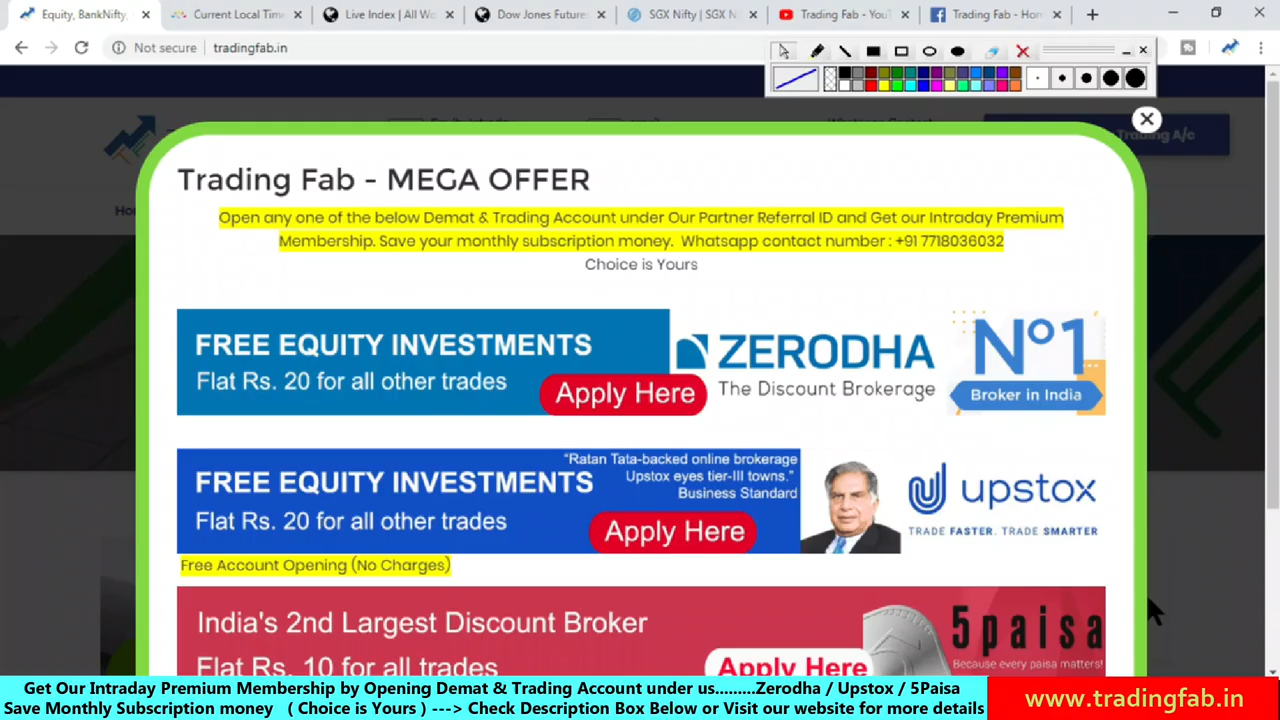 Equity, BankNifty,
Current Local Tim
Live Index | All Wo
Dow Jones Future
SGX Nifty | SGX N
Trading Fab - You
Trading Fab - Hom
Not secure
tradingfab.in
Trading A/c
Trading Fab - MEGA OFFER
Open any one of the below Demat & Trading Account under Our Partner Referral ID and Get our Intraday Premium
Membership. Save your monthly subscription money. Whatsapp contact number : +91 7718036032
Choice is Yours
FREE EQUITY INVESTMENTS
Flat Rs. 20 for all other trades
Apply Here
ZERODHA
The Discount Brokerage
Nº1
Broker in India
FREE EQUITY INVESTMENTS
Flat Rs. 20 for all other trades
"Ratan Tata-backed online brokerage
Upstox eyes tier-III towns."
Business Standard
Apply Here
upstox
TRADE FASTER. TRADE SMARTER
Free Account Opening (No Charges)
India's 2nd Largest Discount Broker
Flat Rs. 10 for all trades
Apply Here
5paisa
Because every paisa matters!
Get Our Intraday Premium Membership by Opening Demat & Trading Account under us.........Zerodha / Upstox / 5Paisa
Save Monthly Subscription money ( Choice is Yours ) ---> Check Description Box Below or Visit our website for more details
www.tradingfab.in